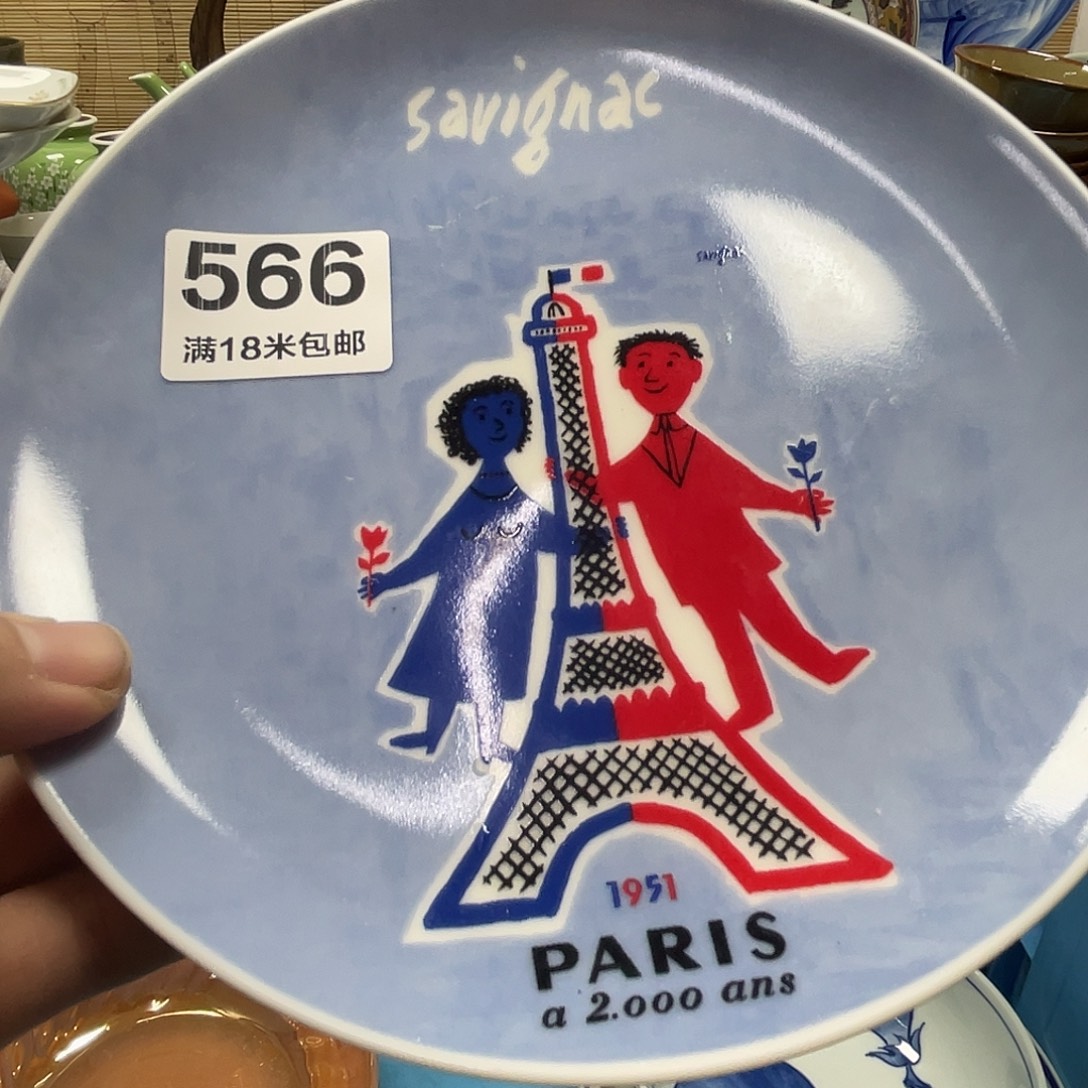 savignac
566
满18米包邮
savignac
1951
PARIS
a 2.000 ans